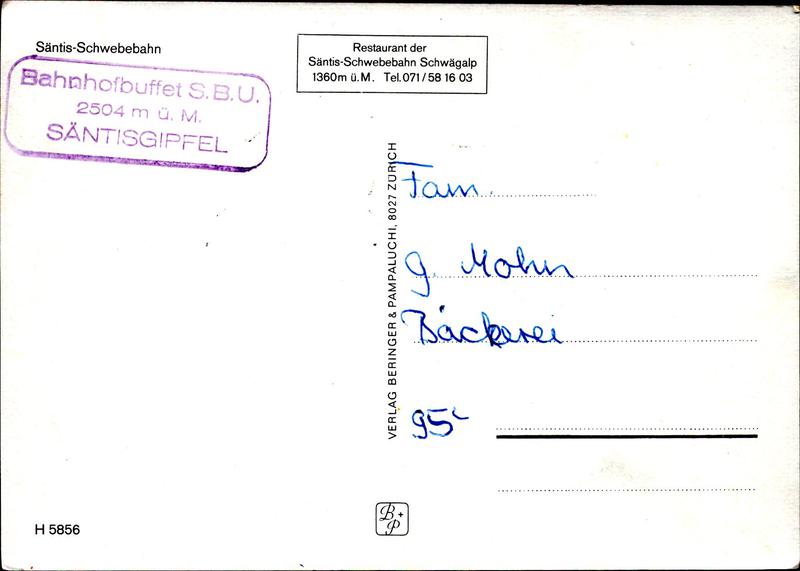 Säntis-Schwebebahn
Restaurant der
Säntis-Schwebebahn Schwägalp
1360m ü.M. Tel.071/58 16 03
Bahnhofbuffet S.B.U.
2504 m ü. M.
SÄNTISGIPFEL
VERLAG BERINGER & PAMPALUCHI, 8027 ZÜRICH
Fam.
G. Mohn
Bäckerei
95
H 5856
B+
P